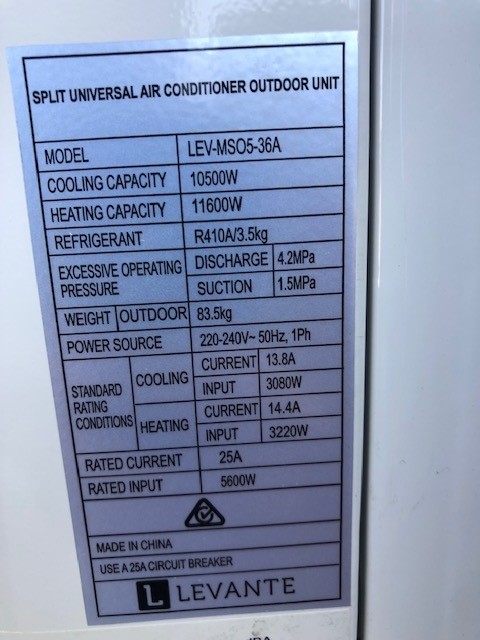 SPLIT UNIVERSAL AIR CONDITIONER OUTDOOR UNIT
MODEL LEV-MSO5-36A
COOLING CAPACITY 10500W
HEATING CAPACITY 11600W
REFRIGERANT R410A/3.5kg
EXCESSIVE OPERATING PRESSURE DISCHARGE 4.2MPa
SUCTION 1.5MPa
WEIGHT OUTDOOR 83.5kg
POWER SOURCE 220-240V~ 50Hz, 1Ph
STANDARD RATING CONDITIONS COOLING CURRENT 13.8A
INPUT 3080W
HEATING CURRENT 14.4A
INPUT 3220W
RATED CURRENT 25A
RATED INPUT 5600W
MADE IN CHINA
USE A 25A CIRCUIT BREAKER
L LEVANTE